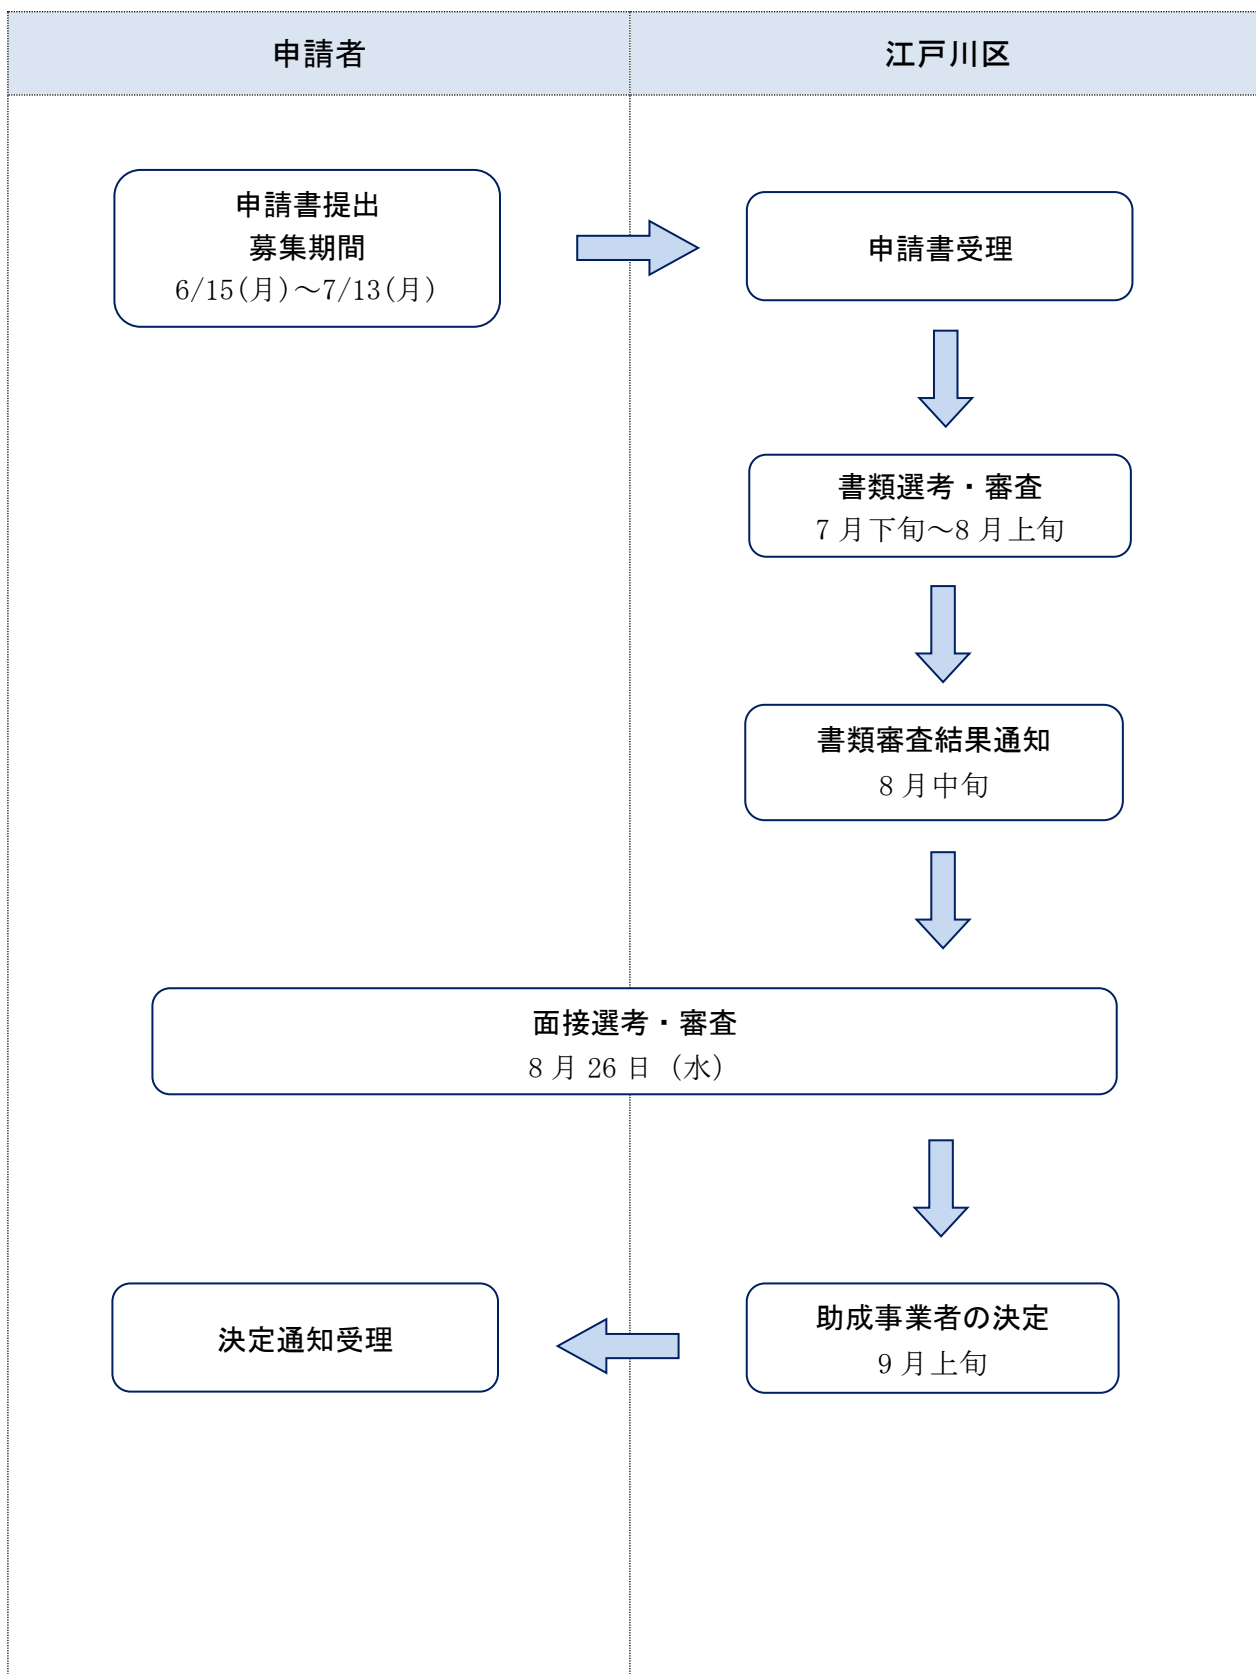 申請者
江戸川区
申請書提出
募集期間
6/15(月)～7/13(月)
申請書受理
書類選考・審査
7 月下旬～8 月上旬
書類審査結果通知
8 月中旬
面接選考・審査
8 月 26 日（水）
助成事業者の決定
9 月上旬
決定通知受理